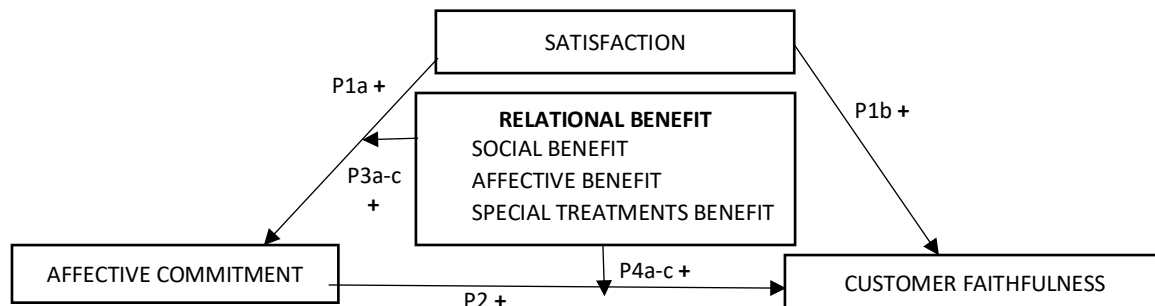 SATISFACTION
P1a +
P1b +
RELATIONAL BENEFIT
SOCIAL BENEFIT
AFFECTIVE BENEFIT
SPECIAL TREATMENTS BENEFIT
P3a-c
+
AFFECTIVE COMMITMENT
P4a-c +
CUSTOMER FAITHFULNESS
P2 +